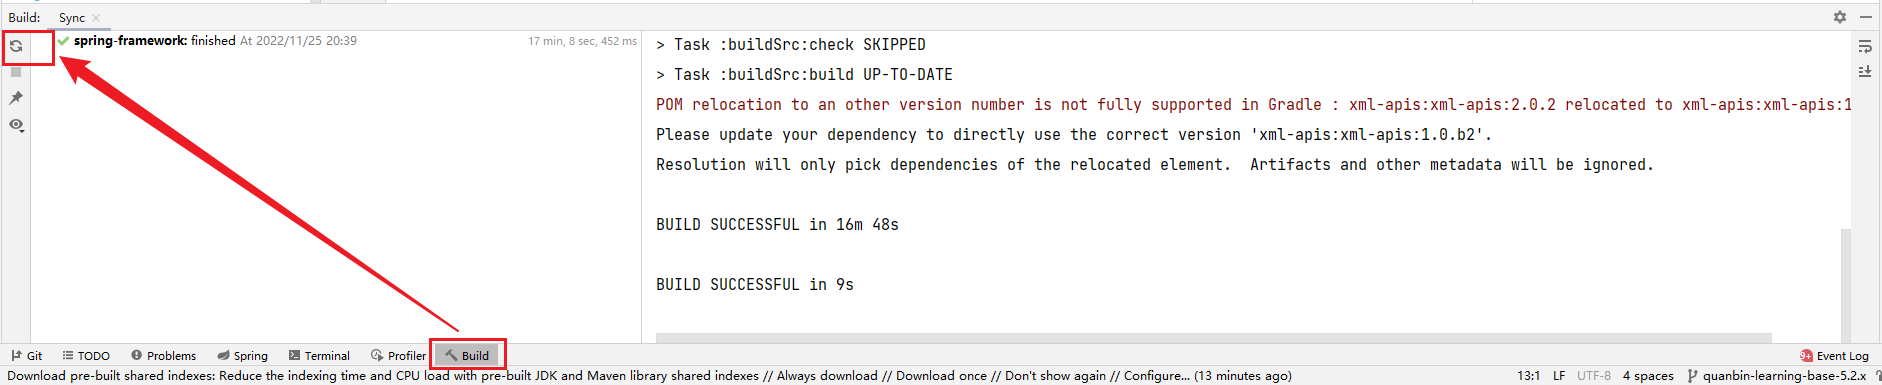 Build: Sync
spring-framework: finished At 2022/11/25 20:39 17 min, 8 sec, 452 ms
> Task :buildSrc:check SKIPPED
> Task :buildSrc:build UP-TO-DATE
POM relocation to an other version number is not fully supported in Gradle : xml-apis:xml-apis:2.0.2 relocated to xml-apis:xml-apis:1
Please update your dependency to directly use the correct version 'xml-apis:xml-apis:1.0.b2'.
Resolution will only pick dependencies of the relocated element.  Artifacts and other metadata will be ignored.
BUILD SUCCESSFUL in 16m 48s
BUILD SUCCESSFUL in 9s
Git TODO Problems Spring Terminal Profiler Build 9+ Event Log
Download pre-built shared indexes: Reduce the indexing time and CPU load with pre-built JDK and Maven library shared indexes // Always download // Download once // Don't show again // Configure... (13 minutes ago) 13:1 LF UTF-8 4 spaces quanbin-learning-base-5.2.x